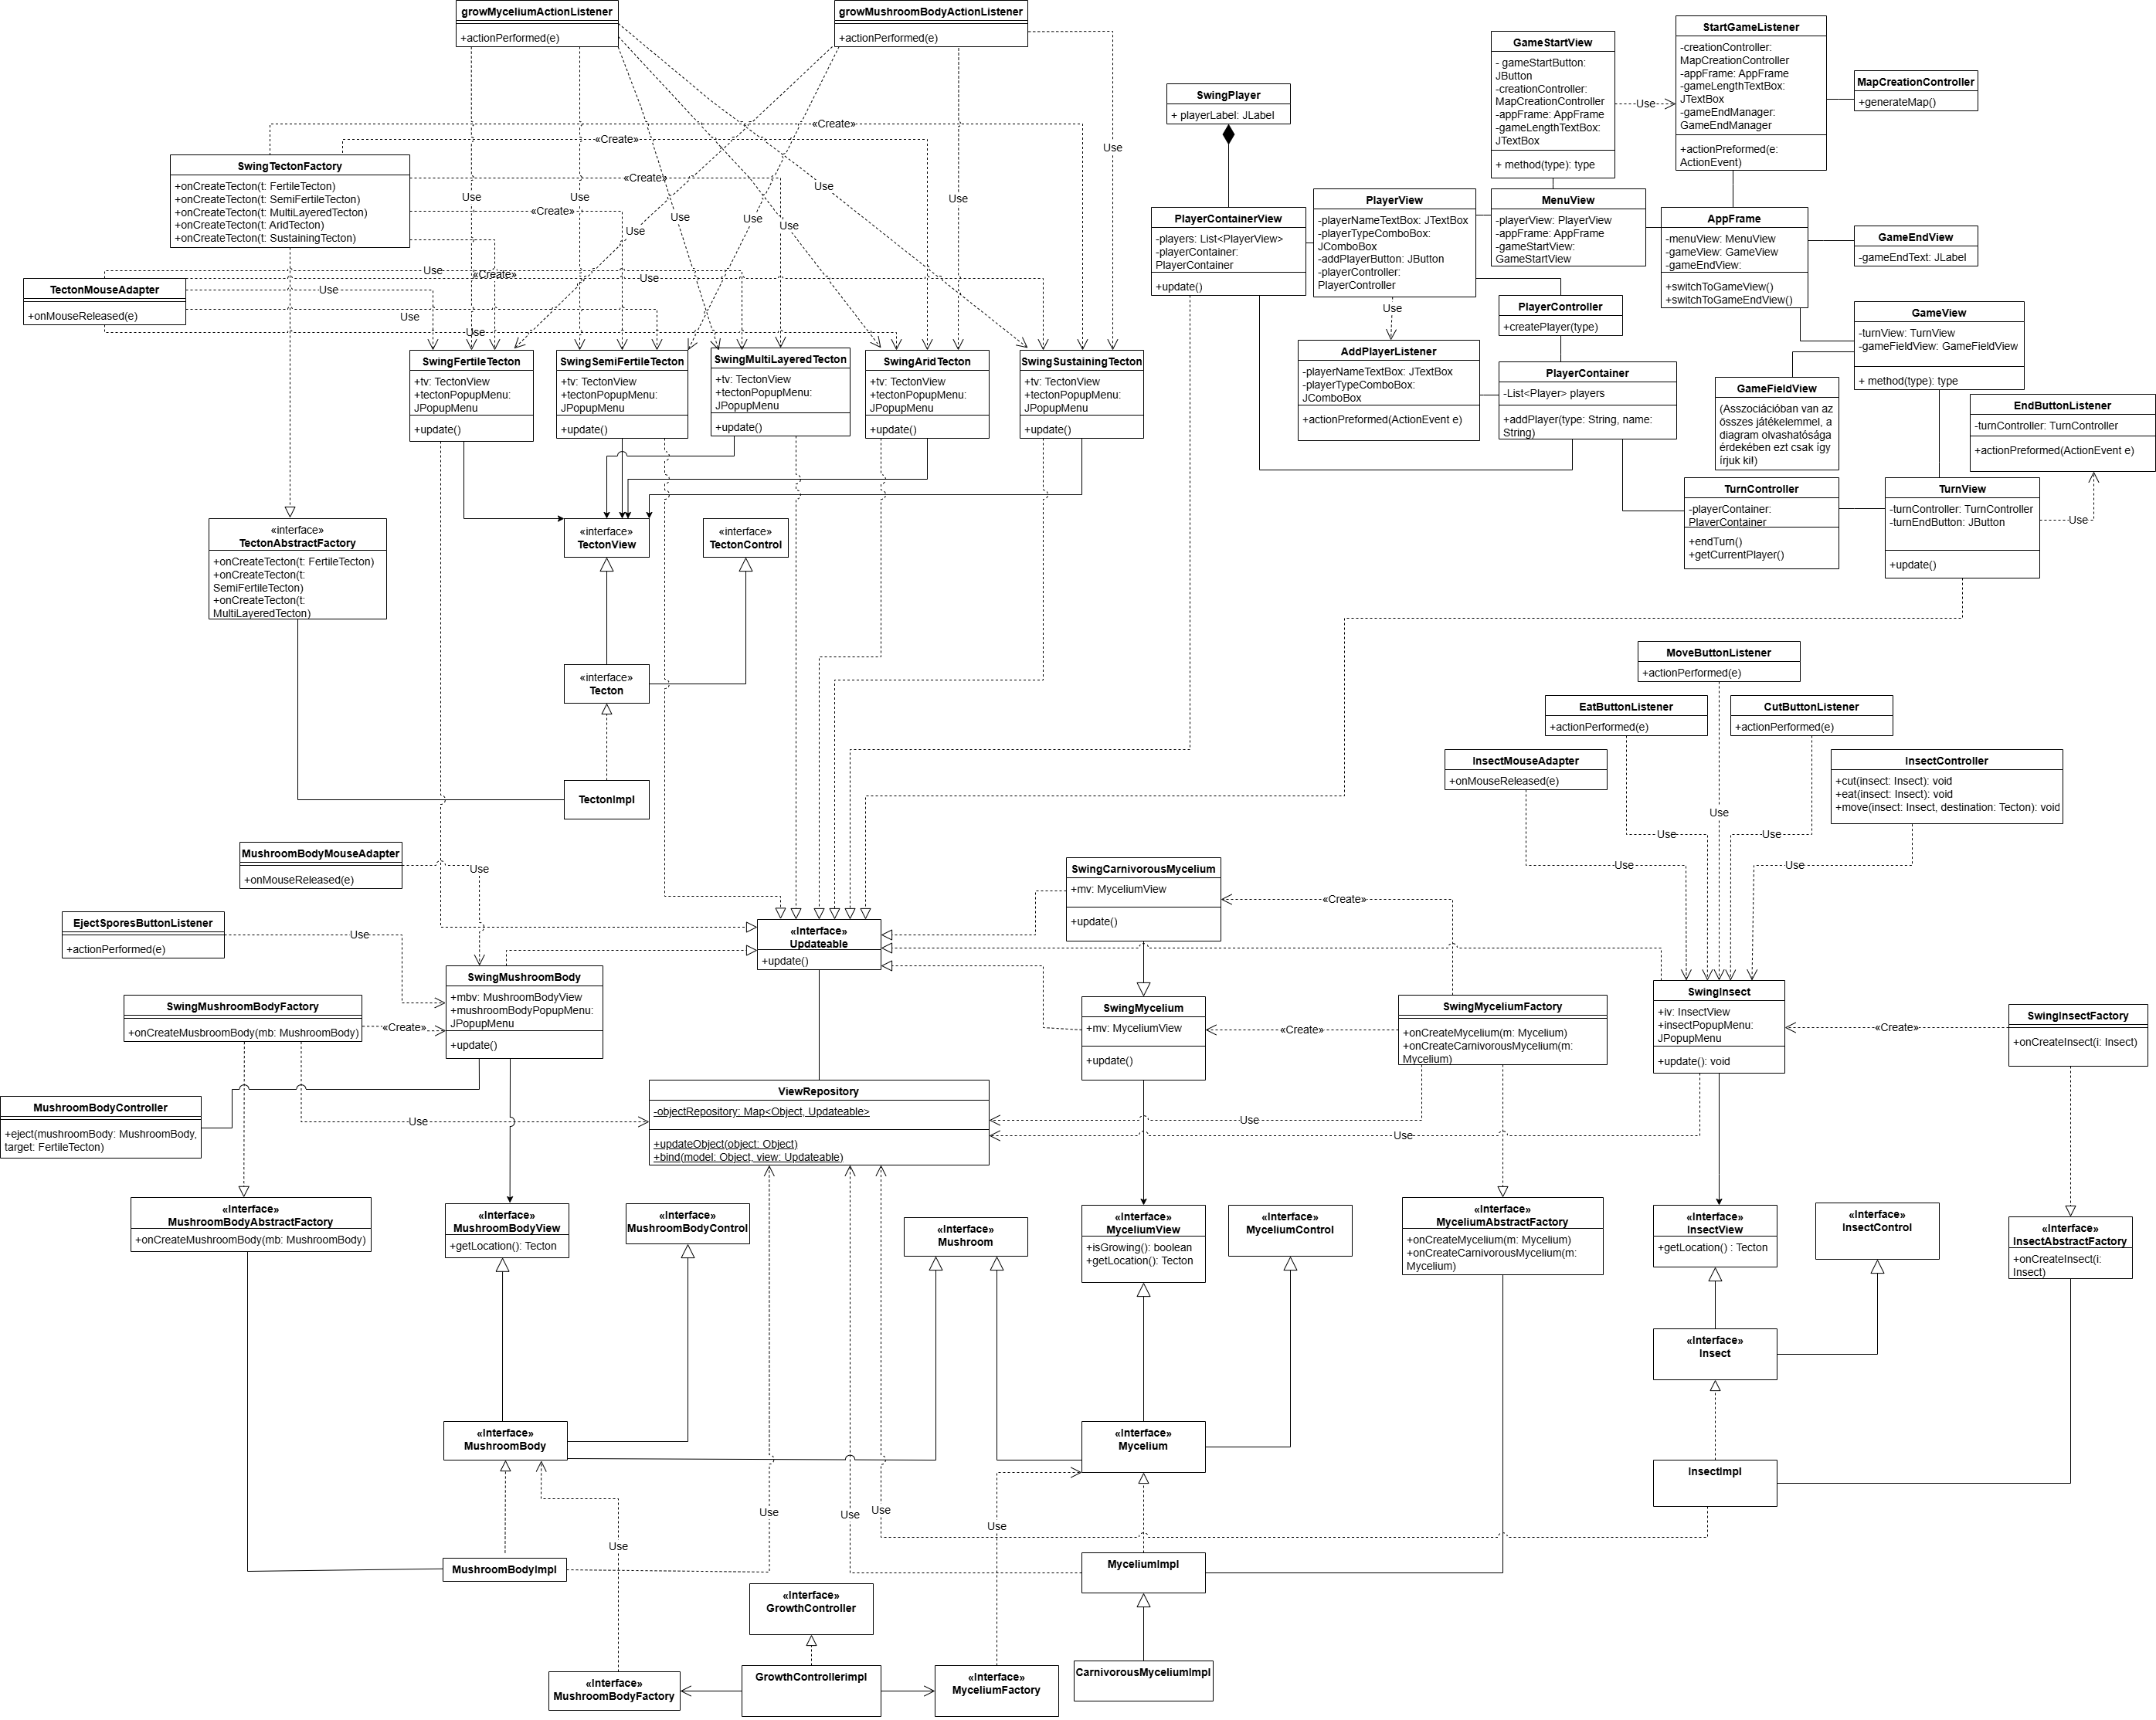 growMyceliumActionListener
+actionPerformed(e)
growMushroomBodyActionListener
+actionPerformed(e)
StartGameListener
-creationController:
MapCreationController
-appFrame: AppFrame
-gameLengthTextBox:
JTextBox
-gameEndManager:
GameEndManager
+actionPreformed(e:
ActionEvent)
GameStartView
- gameStartButton:
JButton
-creationController:
MapCreationController
-appFrame: AppFrame
-gameLengthTextBox:
JTextBox
+ method(type): type
Use
MapCreationController
+generateMap()
SwingPlayer
+ playerLabel: JLabel
«Create»
«Create»
«Create»
«Create»
«Create»
Use
Use
Use
Use
Use
Use
Use
Use
Use
Use
SwingTectonFactory
+onCreateTecton(t: FertileTecton)
+onCreateTecton(t: SemiFertileTecton)
+onCreateTecton(t: MultiLayeredTecton)
+onCreateTecton(t: AridTecton)
+onCreateTecton(t: SustainingTecton)
PlayerContainerView
-players: List<PlayerView>
-playerContainer:
PlayerContainer
+update()
PlayerView
-playerNameTextBox: JTextBox
-playerTypeComboBox:
JComboBox
-addPlayerButton: JButton
-playerController:
PlayerController
MenuView
-playerView: PlayerView
-appFrame: AppFrame
-gameStartView:
GameStartView
AppFrame
-menuView: MenuView
-gameView: GameView
-gameEndView:
+switchToGameView()
+switchToGameEndView()
GameEndView
-gameEndText: JLabel
TectonMouseAdapter
+onMouseReleased(e)
Use
Use
Use
Use
Use
PlayerController
+createPlayer(type)
GameView
-turnView: TurnView
-gameFieldView: GameFieldView
+ method(type): type
Use
AddPlayerListener
-playerNameTextBox: JTextBox
-playerTypeComboBox:
JComboBox
+actionPreformed(ActionEvent e)
PlayerContainer
-List<Player> players
+addPlayer(type: String, name:
String)
GameFieldView
(Asszociációban van az
összes játékelemmel, a
diagram olvashatósága
érdekében ezt csak így
írjuk ki!)
EndButtonListener
-turnController: TurnController
+actionPreformed(ActionEvent e)
SwingFertileTecton
+tv: TectonView
+tectonPopupMenu:
JPopupMenu
+update()
SwingSemiFertileTecton
+tv: TectonView
+tectonPopupMenu:
JPopupMenu
+update()
SwingMultiLayeredTecton
+tv: TectonView
+tectonPopupMenu:
JPopupMenu
+update()
SwingAridTecton
+tv: TectonView
+tectonPopupMenu:
JPopupMenu
+update()
SwingSustainingTecton
+tv: TectonView
+tectonPopupMenu:
JPopupMenu
+update()
TurnController
-playerContainer:
PlayerContainer
+endTurn()
+getCurrentPlayer()
TurnView
-turnController: TurnController
-turnEndButton: JButton
+update()
Use
«interface»
TectonAbstractFactory
+onCreateTecton(t: FertileTecton)
+onCreateTecton(t:
SemiFertileTecton)
+onCreateTecton(t:
MultiLayeredTecton)
«interface»
TectonView
«interface»
TectonControl
«interface»
Tecton
TectonImpl
MoveButtonListener
+actionPerformed(e)
EatButtonListener
+actionPerformed(e)
CutButtonListener
+actionPerformed(e)
InsectMouseAdapter
+onMouseReleased(e)
InsectController
+cut(insect: Insect): void
+eat(insect: Insect): void
+move(insect: Insect, destination: Tecton): void
Use
Use
Use
Use
Use
MushroomBodyMouseAdapter
+onMouseReleased(e)
Use
EjectSporesButtonListener
+actionPerformed(e)
Use
SwingCarnivorousMycelium
+mv: MyceliumView
+update()
«Create»
«Interface»
Updateable
+update()
SwingMushroomBody
+mbv: MushroomBodyView
+mushroomBodyPopupMenu:
JPopupMenu
+update()
SwingMushroomBodyFactory
+onCreateMusbroomBody(mb: MushroomBody)
«Create»
SwingMycelium
+mv: MyceliumView
+update()
«Create»
SwingMyceliumFactory
+onCreateMycelium(m: Mycelium)
+onCreateCarnivorousMycelium(m:
Mycelium)
SwingInsect
+iv: InsectView
+insectPopupMenu:
JPopupMenu
+update(): void
«Create»
SwingInsectFactory
+onCreateInsect(i: Insect)
MushroomBodyController
+eject(mushroomBody: MushroomBody,
target: FertileTecton)
Use
ViewRepository
-objectRepository: Map<Object, Updateable>
+updateObject(object: Object)
+bind(model: Object, view: Updateable)
Use
Use
«Interface»
MushroomBodyAbstractFactory
+onCreateMushroomBody(mb: MushroomBody)
«Interface»
MushroomBodyView
+getLocation(): Tecton
«Interface»
MushroomBodyControl
«Interface»
Mushroom
«Interface»
MyceliumView
+isGrowing(): boolean
+getLocation(): Tecton
«Interface»
MyceliumControl
«Interface»
MyceliumAbstractFactory
+onCreateMycelium(m: Mycelium)
+onCreateCarnivorousMycelium(m:
Mycelium)
«Interface»
InsectView
+getLocation() : Tecton
«Interface»
InsectControl
«Interface»
InsectAbstractFactory
+onCreateInsect(i:
Insect)
«Interface»
Insect
InsectImpl
«Interface»
MushroomBody
«Interface»
Mycelium
Use
Use
Use
Use
Use
MushroomBodyImpl
MyceliumImpl
«Interface»
GrowthController
«Interface»
MushroomBodyFactory
GrowthControllerimpl
«Interface»
MyceliumFactory
CarnivorousMyceliumImpl